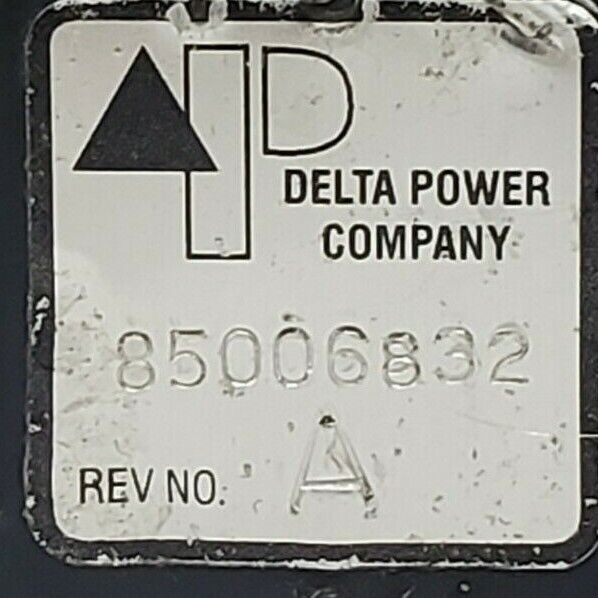 DELTA POWER
COMPANY
85006832
REV NO. A